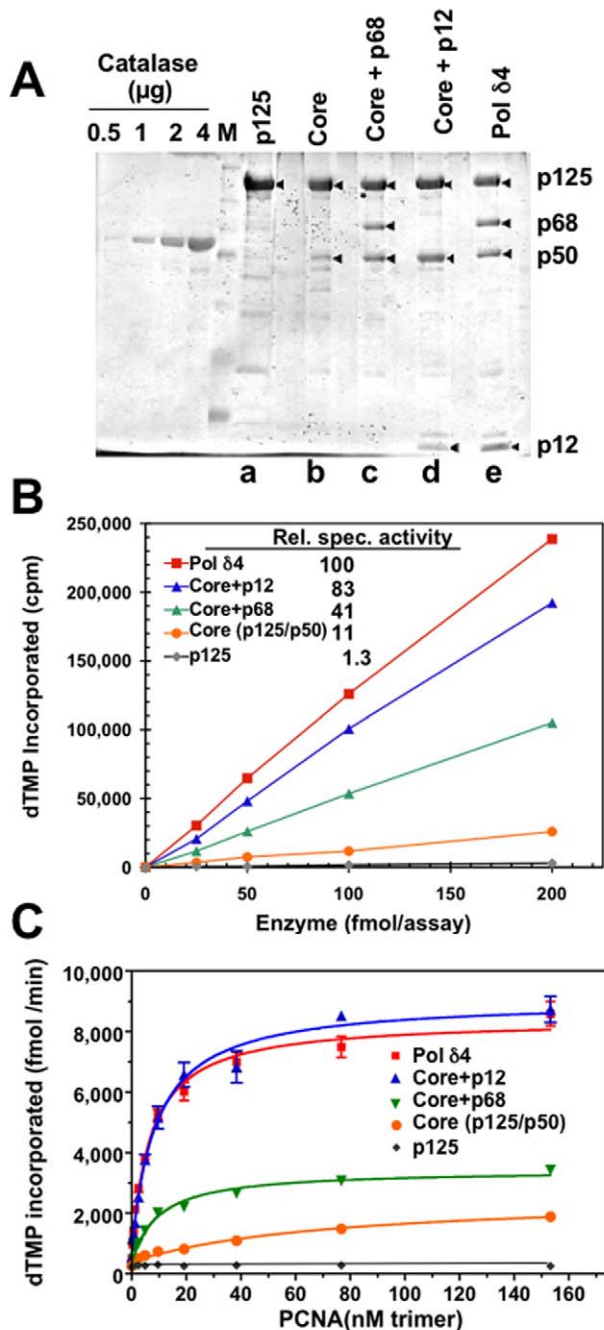 A
Catalase
(µg)
0.5 1 2 4 M
p125
Core
Core + p68
Core + p12
Pol δ4
p125
p68
p50
p12
a b c d e
B
dTMP Incorporated (cpm)
250,000
200,000
150,000
100,000
50,000
0
Rel. spec. activity
Pol δ4 100
Core+p12 83
Core+p68 41
Core (p125/p50) 11
p125 1.3
0 50 100 150 200
Enzyme (fmol/assay)
C
dTMP incorporated (fmol /min)
10,000
8,000
6,000
4,000
2,000
0
Pol δ4
Core+p12
Core+p68
Core (p125/p50)
p125
0 20 40 60 80 100 120 140 160
PCNA(nM trimer)